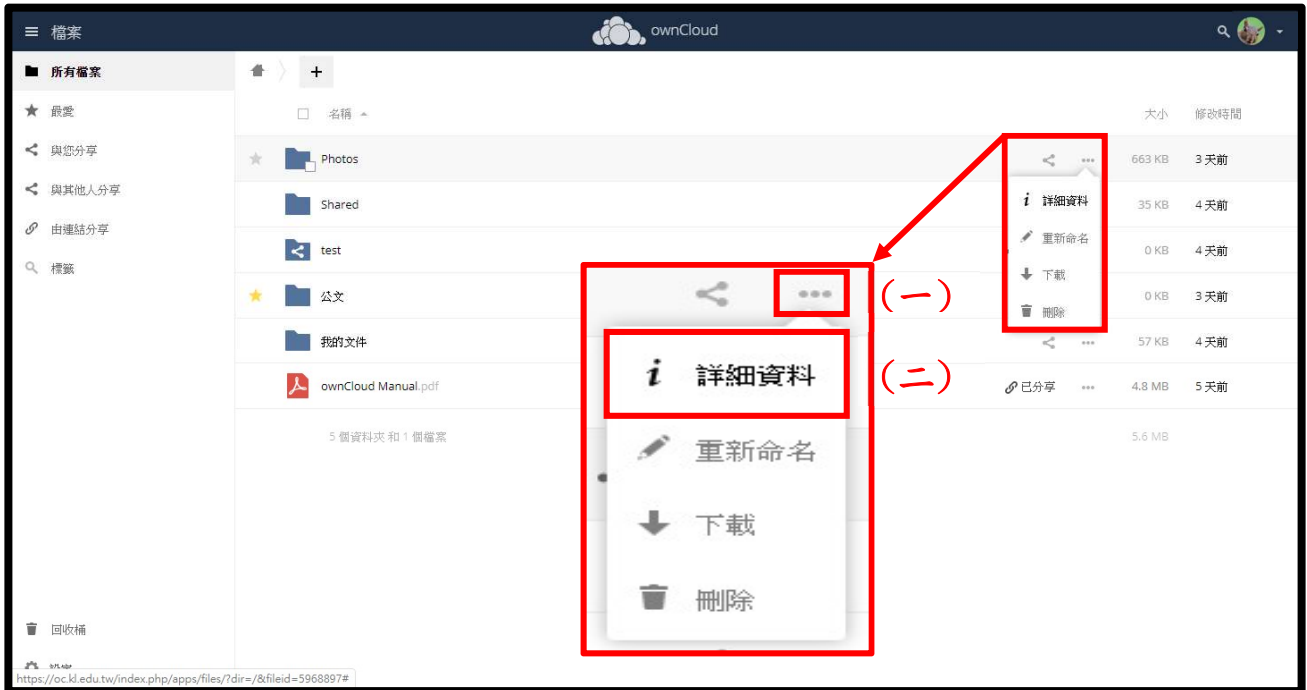 檔案
ownCloud
所有檔案
最愛
與您分享
與其他人分享
由連結分享
標籤
名稱 大小 修改時間
Photos 663 KB 3 天前
Shared 35 KB 4 天前
test 0 KB 4 天前
公文 0 KB 3 天前
我的文件 57 KB 4 天前
ownCloud Manual.pdf 已分享 4.8 MB 5 天前
5 個資料夾 和 1 個檔案 5.6 MB
詳細資料
重新命名
下載
刪除
(一)
(二)
詳細資料
重新命名
下載
刪除
回收桶
https://oc.kl.edu.tw/index.php/apps/files/?dir=/&fileid=5968897#